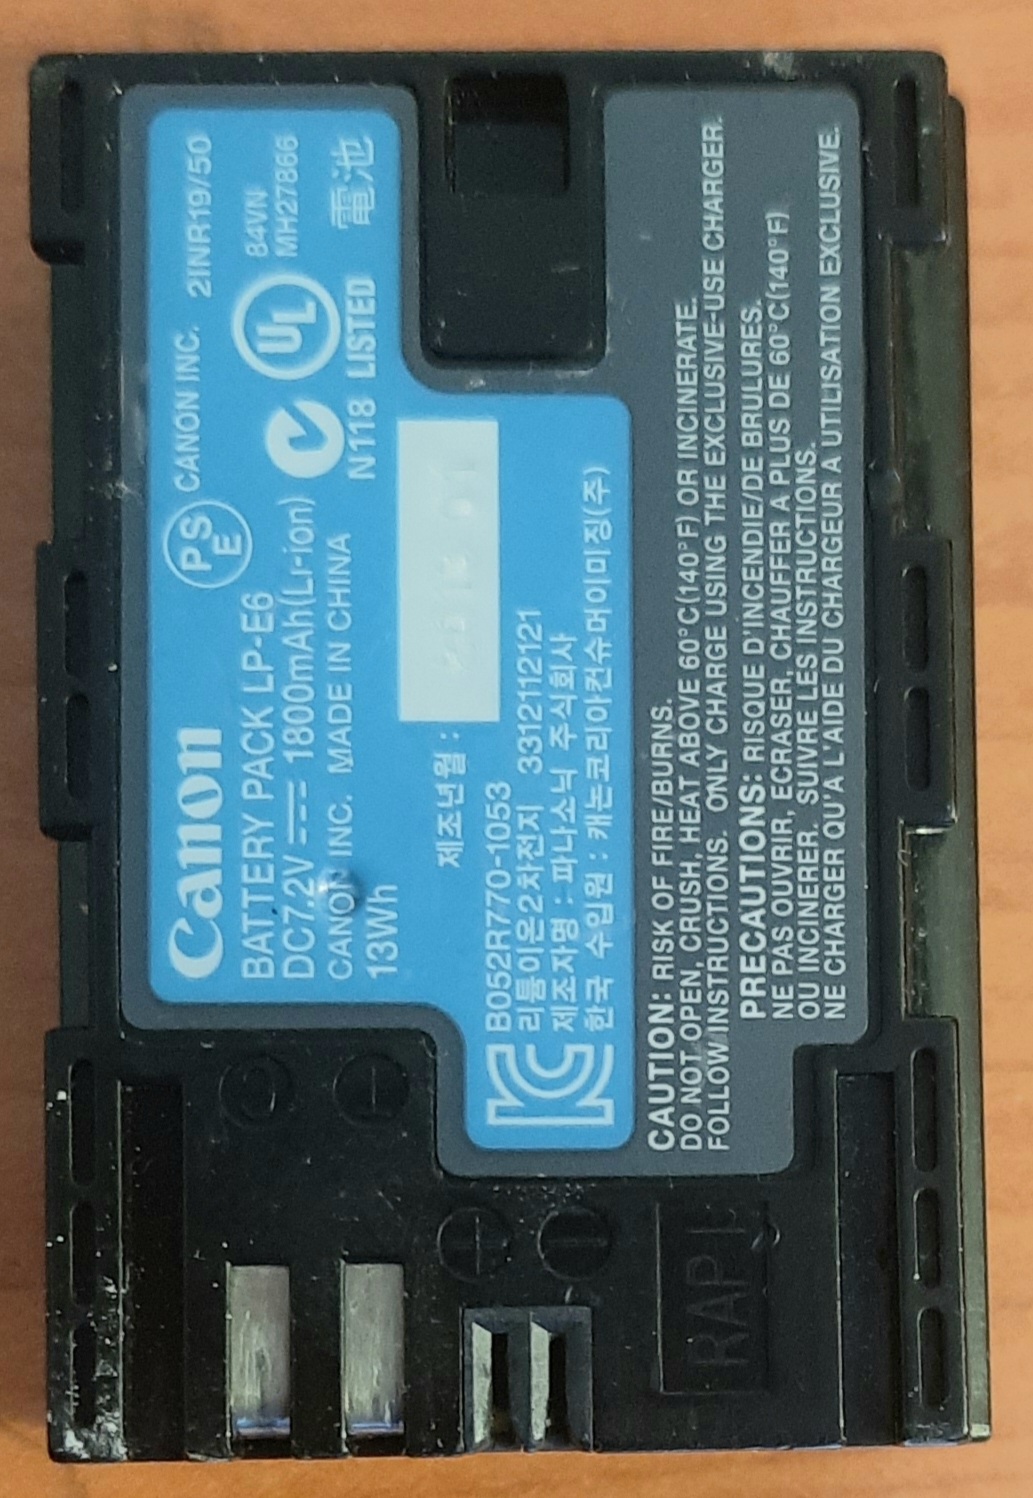 Canon
PSE CANON INC. 2INR19/50
BATTERY PACK LP-E6
DC7.2V 1800mAh(Li-ion)
UL 84VN
MH27866
CANON INC. MADE IN CHINA
N118 LISTED
13Wh
電池
제조년월 :
B052R770-1053
리튬이온2차전지 3312112121
제조자명 : 파나소닉 주식회사
한국 수입원 : 캐논코리아컨슈머이미징(주)
CAUTION: RISK OF FIRE/BURNS.
DO NOT OPEN, CRUSH, HEAT ABOVE 60°C(140°F) OR INCINERATE.
FOLLOW INSTRUCTIONS. ONLY CHARGE USING THE EXCLUSIVE-USE CHARGER.
PRECAUTIONS: RISQUE D'INCENDIE/DE BRULURES.
NE PAS OUVRIR, ECRASER, CHAUFFER A PLUS DE 60°C(140°F)
OU INCINERER. SUIVRE LES INSTRUCTIONS.
NE CHARGER QU'A L'AIDE DU CHARGEUR A UTILISATION EXCLUSIVE.
RAP